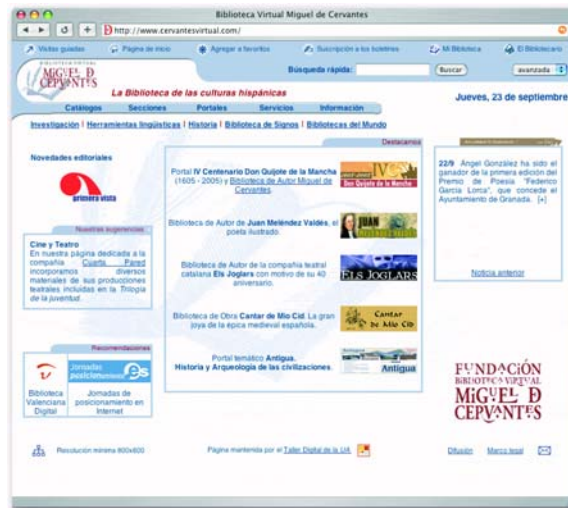 Biblioteca Virtual Miguel de Cervantes
http://www.cervantesvirtual.com/
Visitas guiadas
Página de inicio
Agregar a favoritos
Suscripción a los boletines
Mi Biblioteca
El Bibliotecario
BIBLIOTECA VIRTUAL
MIGUEL D
CERVANTES
Búsqueda rápida:
Buscar
avanzada
La Biblioteca de las culturas hispánicas
Jueves, 23 de septiembre
Catálogos Secciones Portales Servicios Información
Investigación | Herramientas lingüísticas | Historia | Biblioteca de Signos | Bibliotecas del Mundo
Novedades editoriales
primera vista
Nuestras sugerencias
Cine y Teatro
En nuestra página dedicada a la
compañía Cuarta Pared
incorporamos diversos
materiales de sus producciones
teatrales incluidas en la Trilogía
de la juventud.
Recomendaciones
Biblioteca
Valenciana
Digital
Jornadas
posicionamiento
es
Jornadas de
posicionamiento en
Internet
Destacamos
Portal IV Centenario Don Quijote de la Mancha
(1605 - 2005) y Biblioteca de Autor Miguel de
Cervantes.
IV
Don Quijote de la Mancha
Biblioteca de Autor de Juan Meléndez Valdés, el
poeta ilustrado.
JUAN
MELÉNDEZ VALDÉS
Biblioteca de Autor de la compañía teatral
catalana Els Joglars con motivo de su 40
aniversario.
ELS JOGLARS
Biblioteca de Obra Cantar de Mio Cid. La gran
joya de la épica medieval española.
Cantar
de Mio Cid
Portal temático Antigua.
Historia y Arqueología de las civilizaciones.
Antigua
22/9 Ángel González ha sido el
ganador de la primera edición del
Premio de Poesía "Federico
García Lorca", que concede el
Ayuntamiento de Granada. [+]
Noticia anterior
FUNDACIÓN
BIBLIOTECA VIRTUAL
MIGUEL D
CERVANTES
Resolución mínima 800x600
Página mantenida por el Taller Digital de la UA
Difusión
Marco legal